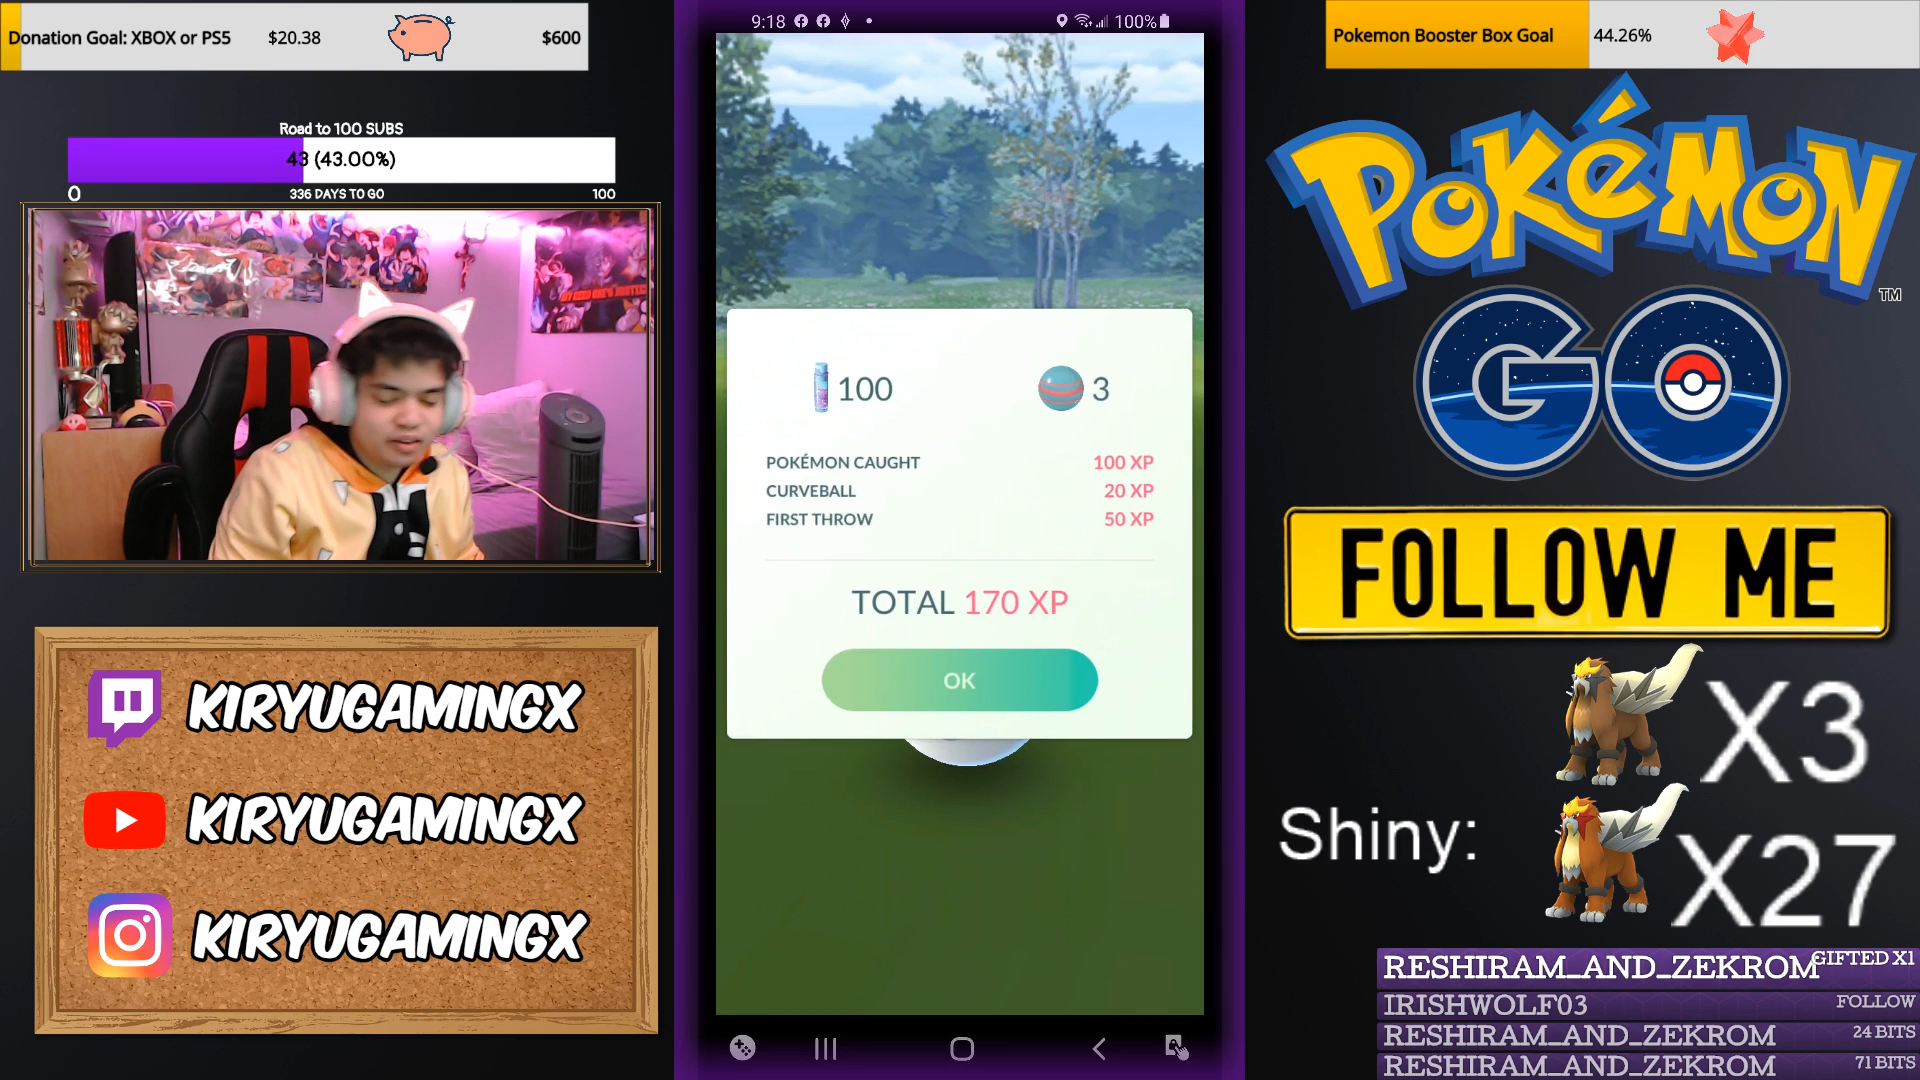 Donation Goal: XBOX or PS5 $20.38 $600
Road to 100 SUBS
43 (43.00%)
0 336 DAYS TO GO 100
KIRYUGAMINGX
KIRYUGAMINGX
KIRYUGAMINGX
9:18 100%
100 3
POKÉMON CAUGHT 100 XP
CURVEBALL 20 XP
FIRST THROW 50 XP
TOTAL 170 XP
OK
Pokemon Booster Box Goal 44.26%
POKéMON TM
GO
FOLLOW ME
X3
Shiny: X27
RESHIRAM_AND_ZEKROM GIFTED X1
IRISHWOLF03 FOLLOW
RESHIRAM_AND_ZEKROM 24 BITS
RESHIRAM_AND_ZEKROM 71 BITS